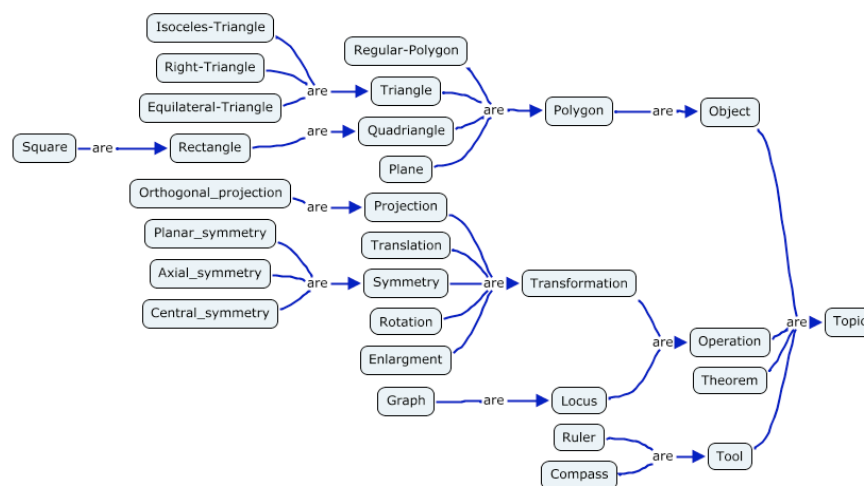 Isoceles-Triangle
Regular-Polygon
Right-Triangle
are
Triangle
Equilateral-Triangle
are
Polygon
are
Object
Square
are
Rectangle
are
Quadriangle
Plane
Orthogonal_projection
are
Projection
Planar_symmetry
Translation
Axial_symmetry
are
Symmetry
are
Transformation
Central_symmetry
Rotation
Enlargment
are
Operation
are
Topic
Theorem
Graph
are
Locus
Ruler
are
Tool
Compass